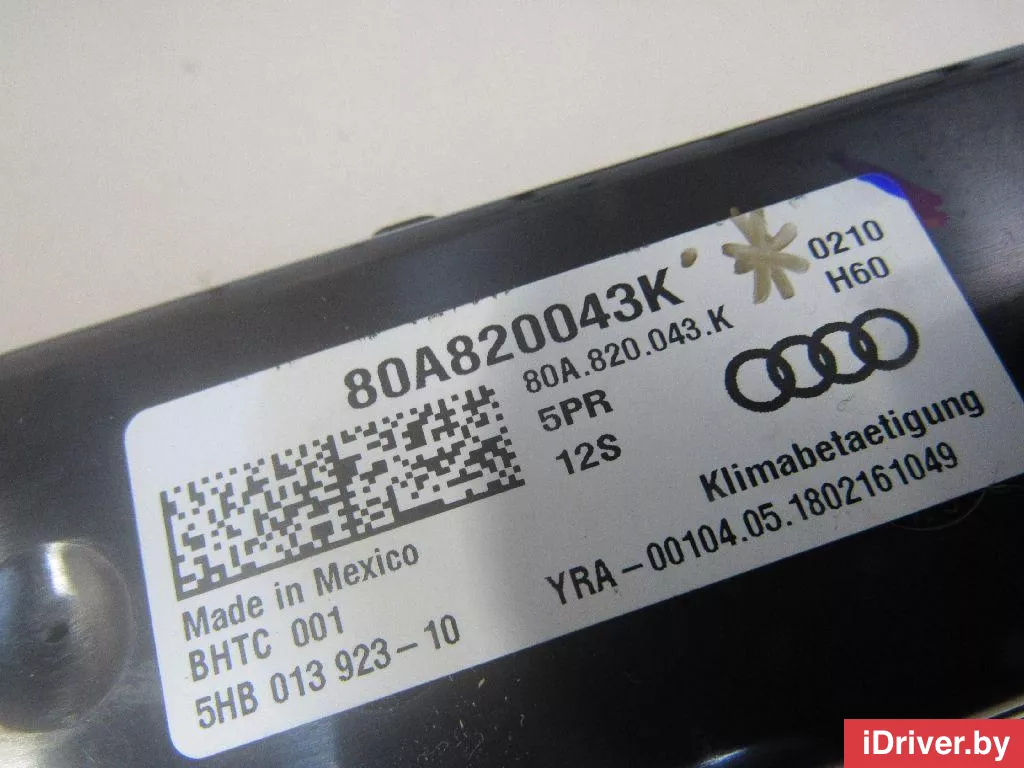 80A820043K
0210
H60
80A.820.043.K
5PR
12S
Klimabetaetigung
YRA-00104.05.1802161049
Made in Mexico
BHTC 001
5HB 013 923-10
iDriver.by